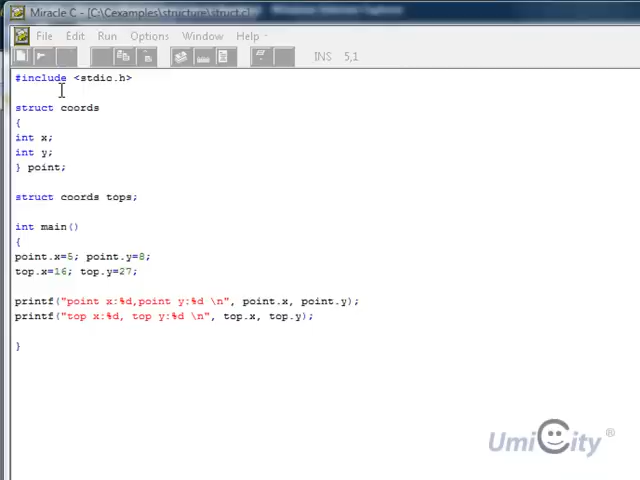 Miracle C - [C:\Cexamples\structure\struct.c]
File Edit Run Options Window Help
INS 5,1
#include <stdio.h>
struct coords
{
int x;
int y;
} point;
struct coords tops;
int main()
{
point.x=5; point.y=8;
top.x=16; top.y=27;
printf("point x:%d,point y:%d \n", point.x, point.y);
printf("top x:%d, top y:%d \n", top.x, top.y);
}
UmiCity ®